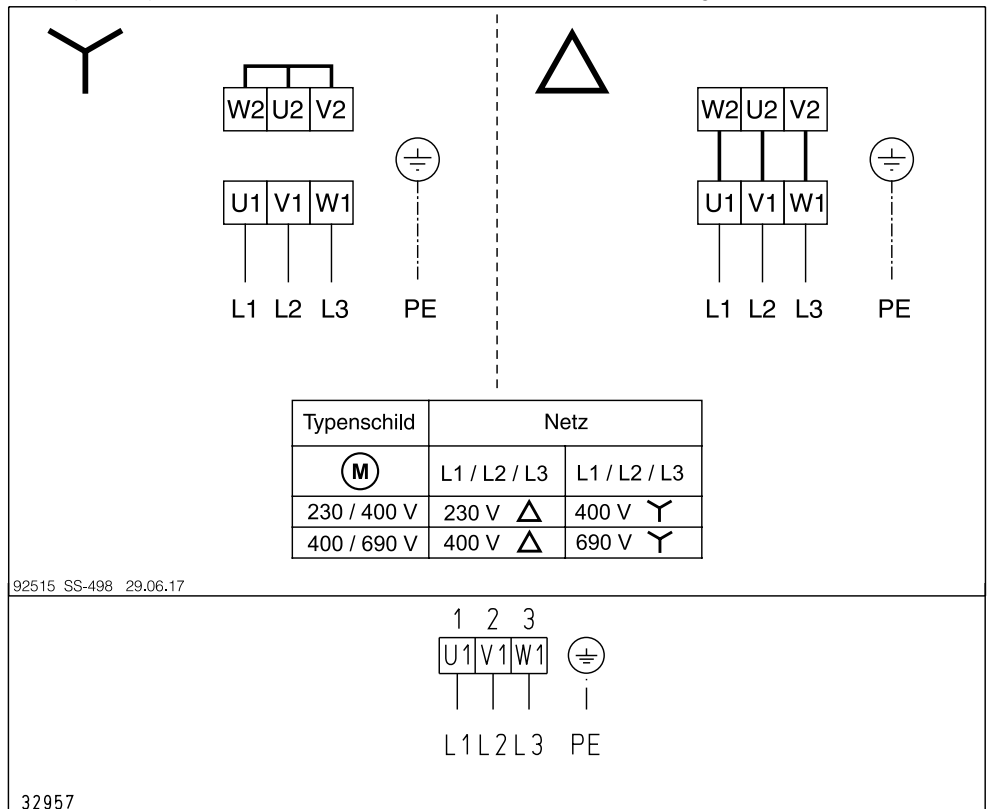 W2 U2 V2
U1 V1 W1
L1 L2 L3 PE
W2 U2 V2
U1 V1 W1
L1 L2 L3 PE
Typenschild Netz
M L1 / L2 / L3 L1 / L2 / L3
230 / 400 V 230 V 400 V
400 / 690 V 400 V 690 V
92515 SS-498 29.06.17
1 2 3
U1 V1 W1
L1 L2 L3 PE
32957